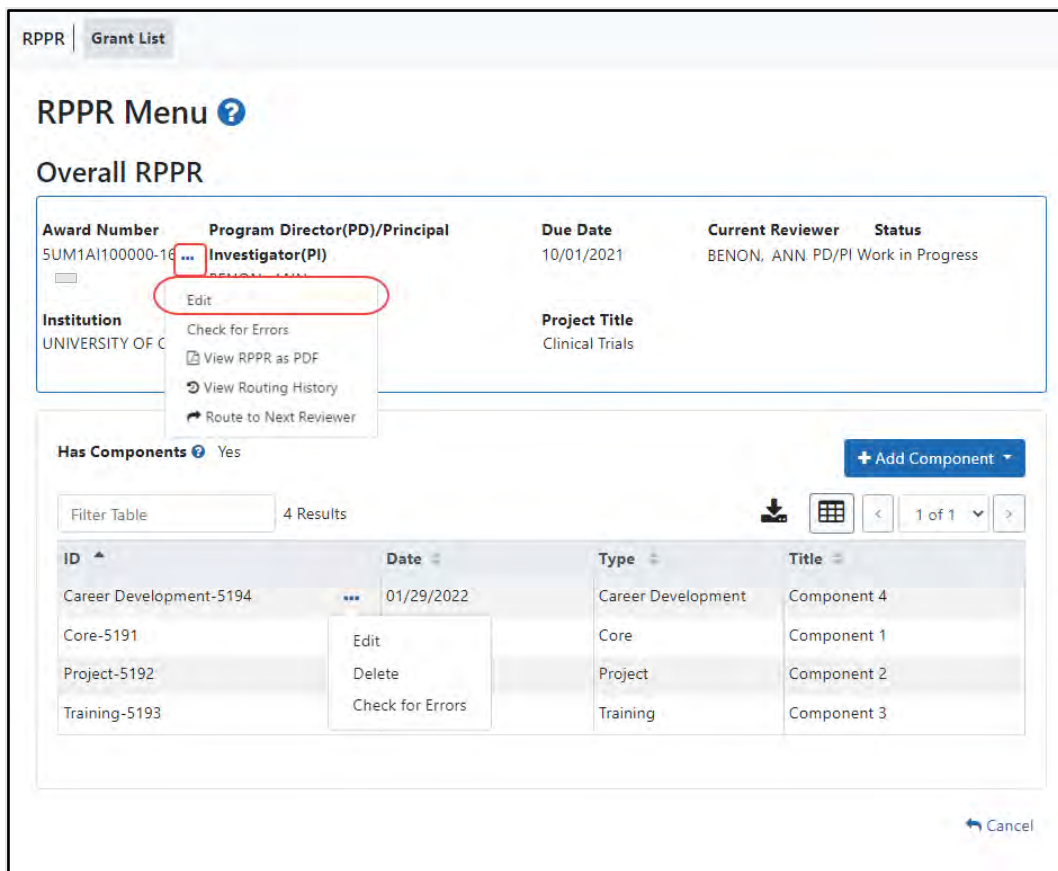 RPPR Grant List
RPPR Menu ?
Overall RPPR
Award Number Program Director(PD)/Principal Due Date Current Reviewer Status
5UM1AI100000-16 ... Investigator(PI) 10/01/2021 BENON, ANN PD/PI Work in Progress
Edit
Institution Project Title
Check for Errors
UNIVERSITY OF Clinical Trials
View RPPR as PDF
View Routing History
Route to Next Reviewer
Has Components ? Yes
+ Add Component
Filter Table 4 Results 1 of 1
ID Date Type Title
Career Development-5194 ... 01/29/2022 Career Development Component 4
Core-5191 Core Component 1
Edit
Project-5192 Delete Project Component 2
Check for Errors
Training-5193 Training Component 3
Cancel